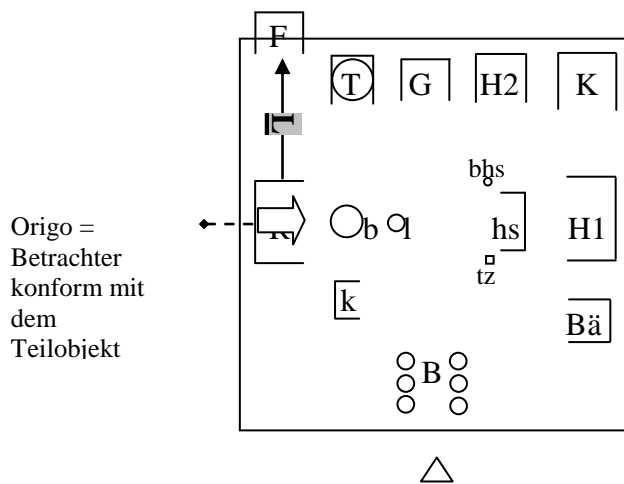 F
T G H2 K
bhs
b l hs H1
tz
k
Bä
B
Origo =
Betrachter
konform mit
dem
Teilobjekt